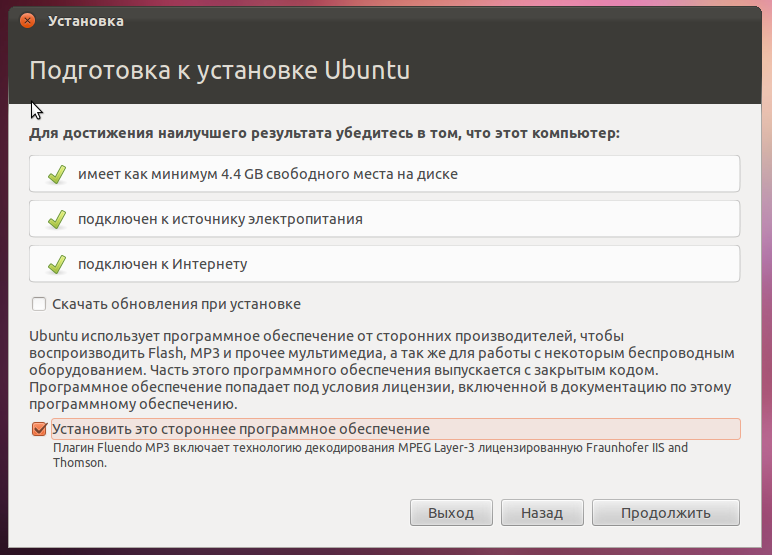 Установка
Подготовка к установке Ubuntu
Для достижения наилучшего результата убедитесь в том, что этот компьютер:
имеет как минимум 4.4 GB свободного места на диске
подключен к источнику электропитания
подключен к Интернету
Скачать обновления при установке
Ubuntu использует программное обеспечение от сторонних производителей, чтобы
воспроизводить Flash, MP3 и прочее мультимедиа, а так же для работы с некоторым беспроводным
оборудованием. Часть этого программного обеспечения выпускается с закрытым кодом.
Программное обеспечение попадает под условия лицензии, включенной в документацию по этому
программному обеспечению.
Установить это стороннее программное обеспечение
Плагин Fluendo MP3 включает технологию декодирования MPEG Layer-3 лицензированную Fraunhofer IIS and
Thomson.
Выход Назад Продолжить